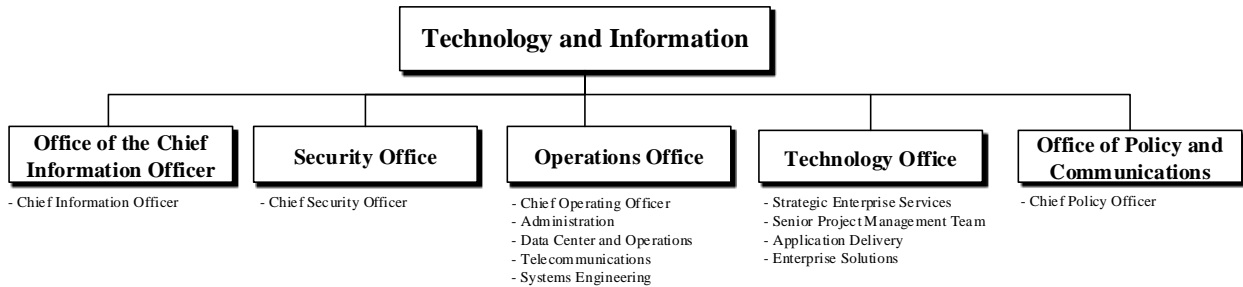 Technology and Information
Office of the Chief
Information Officer
- Chief Information Officer
Security Office
- Chief Security Officer
Operations Office
- Chief Operating Officer
- Administration
- Data Center and Operations
- Telecommunications
- Systems Engineering
Technology Office
- Strategic Enterprise Services
- Senior Project Management Team
- Application Delivery
- Enterprise Solutions
Office of Policy and
Communications
- Chief Policy Officer